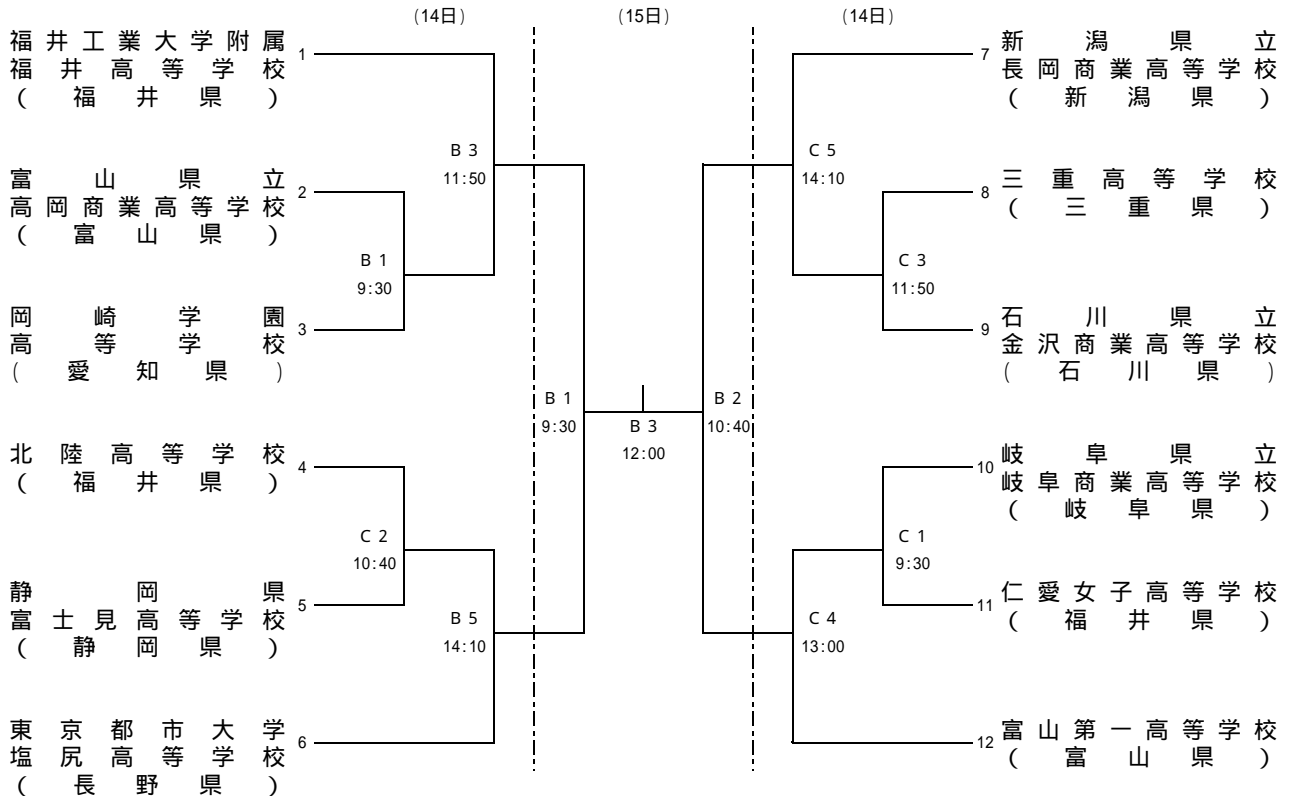 (14日)
(15日)
(14日)
福井工業大学附属
福井高等学校
(福井県)
1
富山県立
高岡商業高等学校
(富山県)
2
岡崎学園
高等学校
(愛知県)
3
北陸高等学校
(福井県)
4
静岡県
富士見高等学校
(静岡県)
5
東京都市大学
塩尻高等学校
(長野県)
6
B 1
9:30
B 3
11:50
C 2
10:40
B 5
14:10
B 1
9:30
B 3
12:00
B 2
10:40
C 5
14:10
C 3
11:50
C 1
9:30
C 4
13:00
7
新潟県立
長岡商業高等学校
(新潟県)
8
三重高等学校
(三重県)
9
石川県立
金沢商業高等学校
(石川県)
10
岐阜県立
岐阜商業高等学校
(岐阜県)
11
仁愛女子高等学校
(福井県)
12
富山第一高等学校
(富山県)